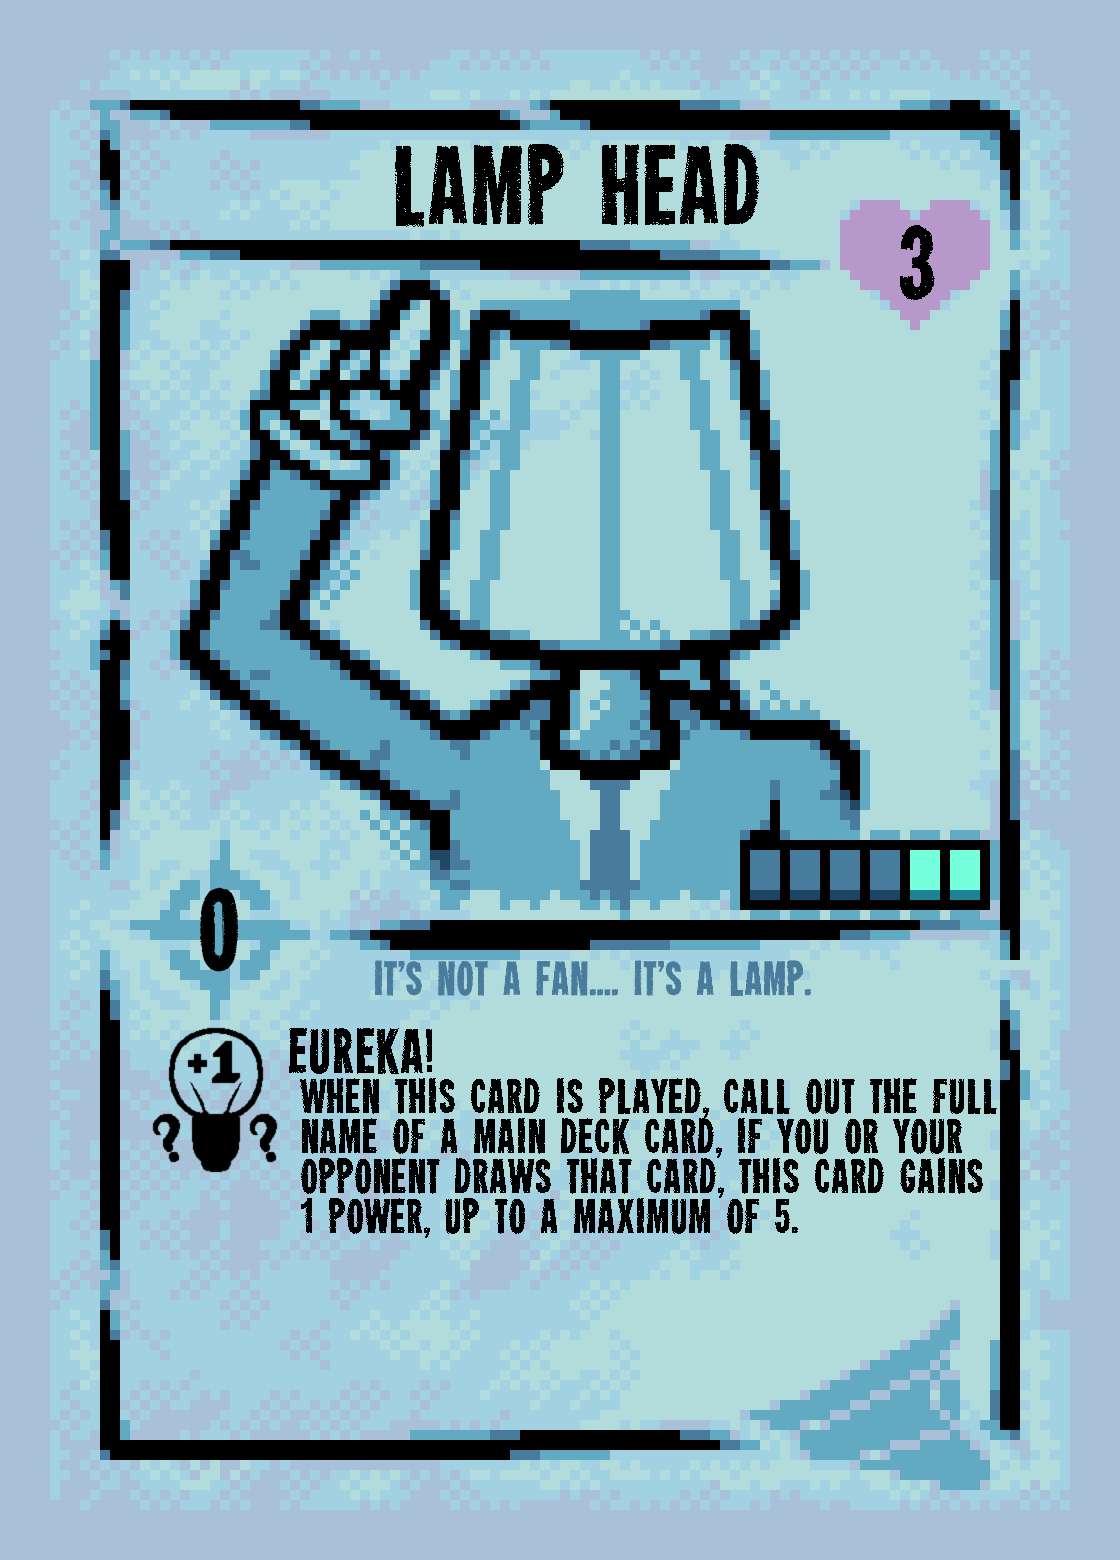 LAMP HEAD
3
0
IT'S NOT A FAN.... IT'S A LAMP.
+1
? ?
EUREKA!
WHEN THIS CARD IS PLAYED, CALL OUT THE FULL
NAME OF A MAIN DECK CARD, IF YOU OR YOUR
OPPONENT DRAWS THAT CARD, THIS CARD GAINS
1 POWER, UP TO A MAXIMUM OF 5.